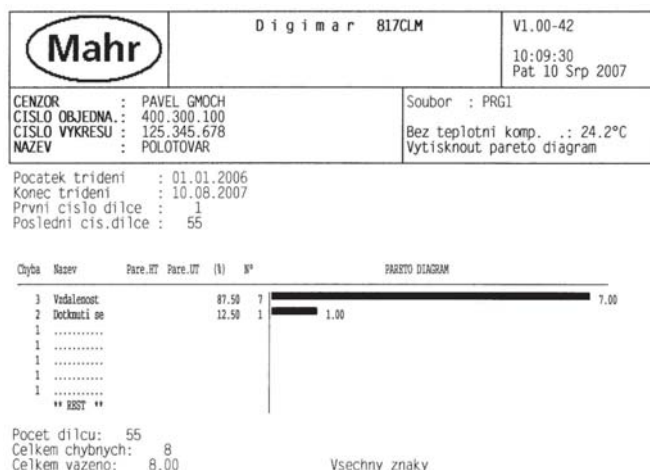 Mahr
Digimar 817CLM
V1.00-42
10:09:30
Pat 10 Srp 2007
CENZOR : PAVEL GMOCH
CISLO OBJEDNA.: 400.300.100
CISLO VYKRESU : 125.345.678
NAZEV : POLOTOVAR
Soubor : PRG1
Bez teplotni komp. .: 24.2°C
Vytisknout pareto diagram
Pocatek trideni : 01.01.2006
Konec trideni : 10.08.2007
Prvni cislo dilce : 1
Posledni cis.dilce : 55
Chyba Nazev Pare.HT Pare.UT (%) N° PARETO DIAGRAM
3 Vzdalenost 87.50 7 7.00
2 Dotknuti se 12.50 1 1.00
1 ...........
1 ...........
1 ...........
1 ...........
1 ...........
** REST **
Pocet dilcu: 55
Celkem chybnych: 8
Celkem vazeno: 8.00 Vsechny znaky